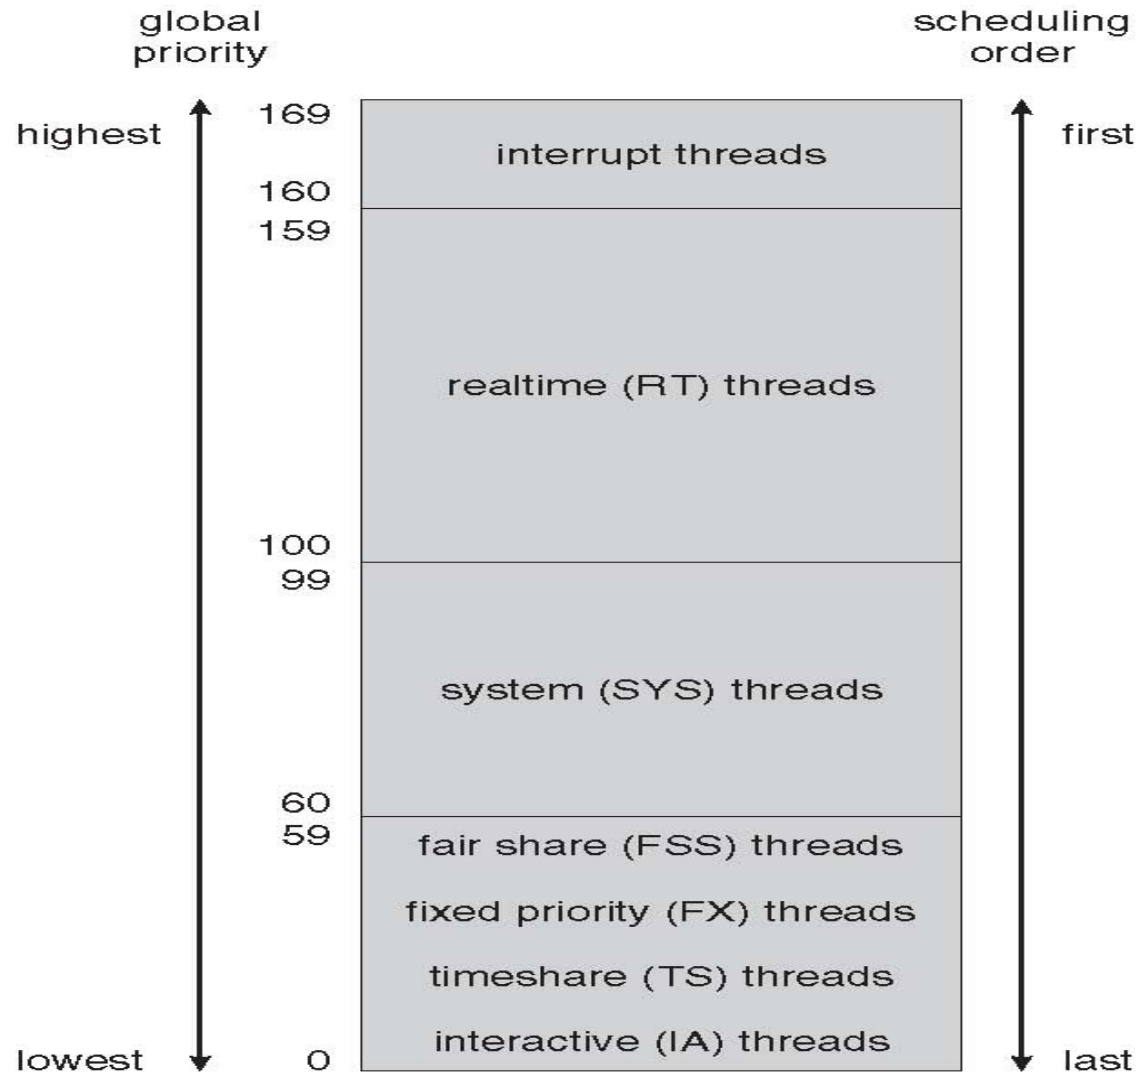 global
priority
scheduling
order
highest
169
interrupt threads
first
160
159
realtime (RT) threads
100
99
system (SYS) threads
60
59
fair share (FSS) threads
fixed priority (FX) threads
timeshare (TS) threads
interactive (IA) threads
lowest
0
last